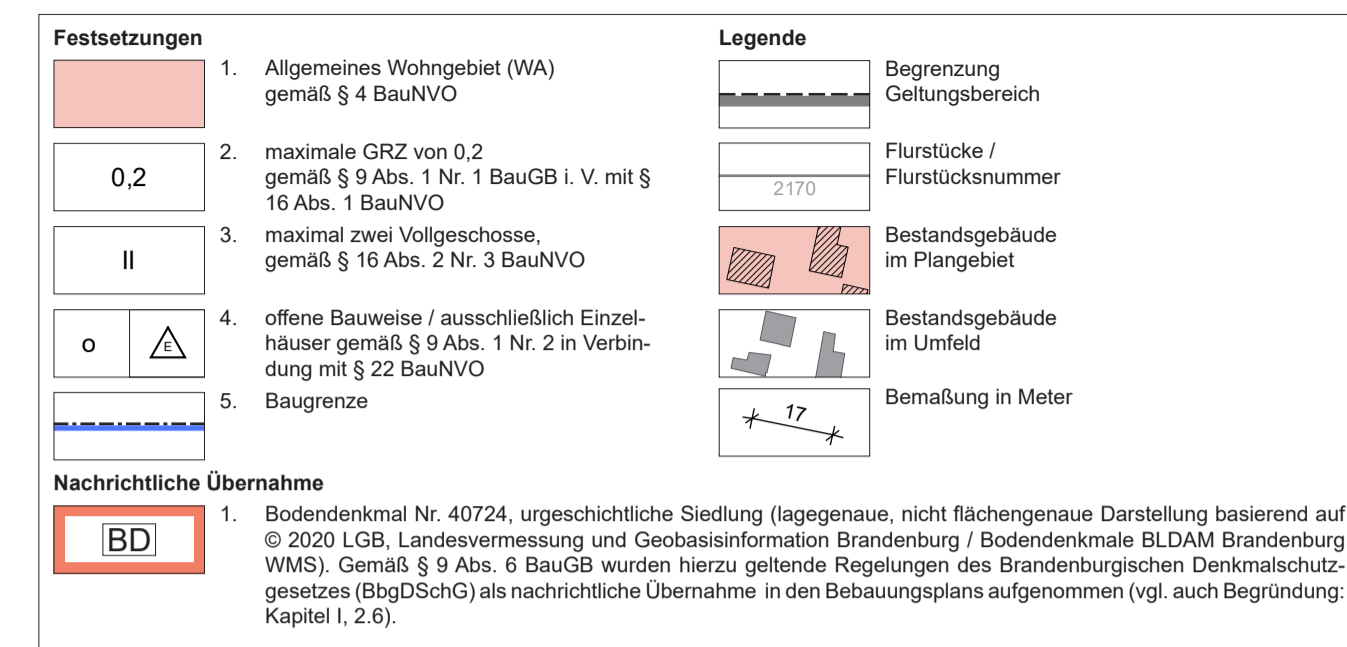 Festsetzungen
1. Allgemeines Wohngebiet (WA)
gemäß § 4 BauNVO
0,2
2. maximale GRZ von 0,2
gemäß § 9 Abs. 1 Nr. 1 BauGB i. V. mit §
16 Abs. 1 BauNVO
II
3. maximal zwei Vollgeschosse,
gemäß § 16 Abs. 2 Nr. 3 BauNVO
o
E
4. offene Bauweise / ausschließlich Einzel-
häuser gemäß § 9 Abs. 1 Nr. 2 in Verbin-
dung mit § 22 BauNVO
5. Baugrenze
Legende
Begrenzung
Geltungsbereich
2170
Flurstücke /
Flurstücksnummer
Bestandsgebäude
im Plangebiet
Bestandsgebäude
im Umfeld
17
Bemaßung in Meter
Nachrichtliche Übernahme
BD
1. Bodendenkmal Nr. 40724, urgeschichtliche Siedlung (lagegenaue, nicht flächengenaue Darstellung basierend auf
© 2020 LGB, Landesvermessung und Geobasisinformation Brandenburg / Bodendenkmale BLDAM Brandenburg
WMS). Gemäß § 9 Abs. 6 BauGB wurden hierzu geltende Regelungen des Brandenburgischen Denkmalschutz-
gesetzes (BbgDSchG) als nachrichtliche Übernahme in den Bebauungsplans aufgenommen (vgl. auch Begründung:
Kapitel I, 2.6).